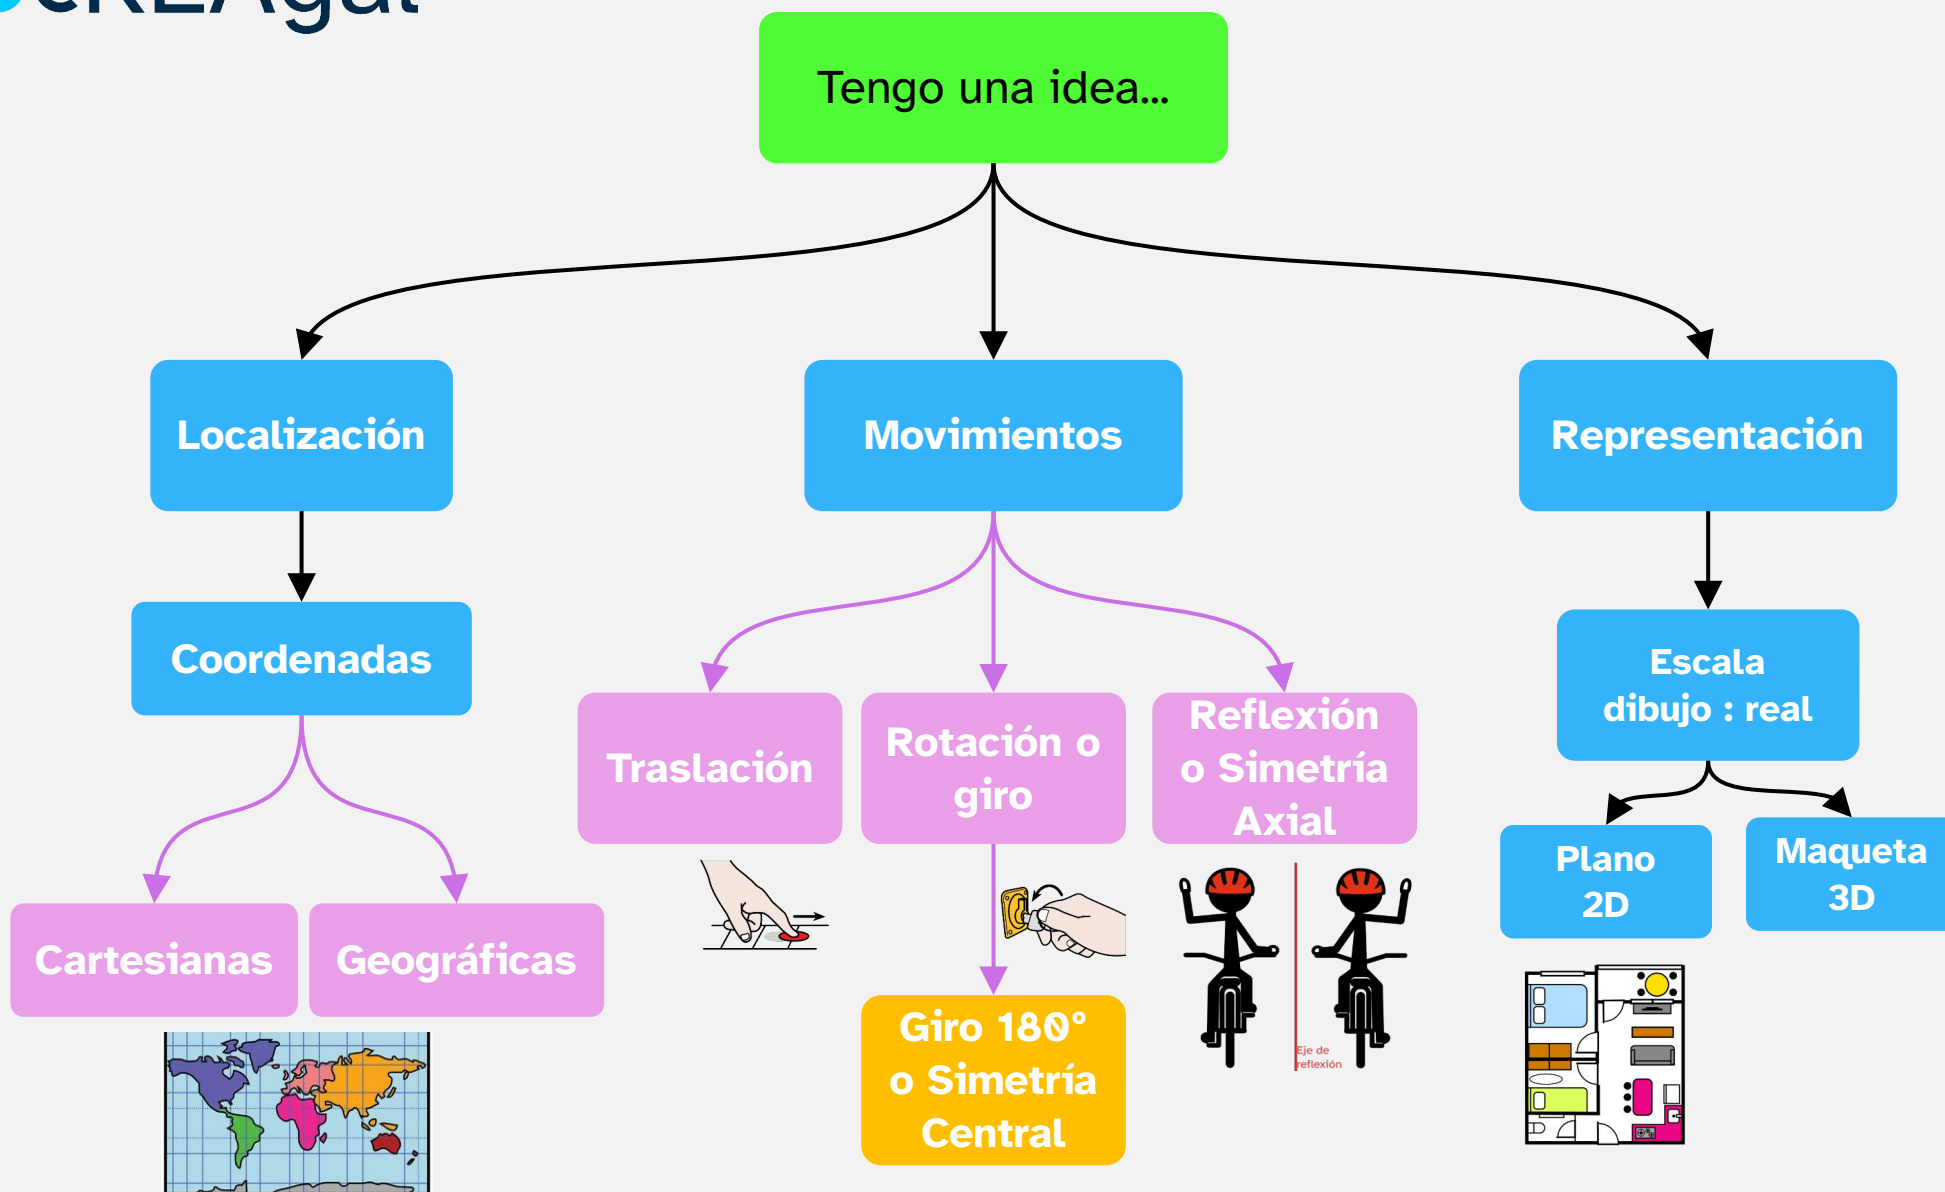 cREAgal
Tengo una idea...
Localización
Movimientos
Representación
Coordenadas
Escala
dibujo : real
Traslación
Rotación o
giro
Reflexión
o Simetría
Axial
Plano
2D
Maqueta
3D
Cartesianas
Geográficas
Giro 180º
o Simetría
Central
Eje de
reflexión